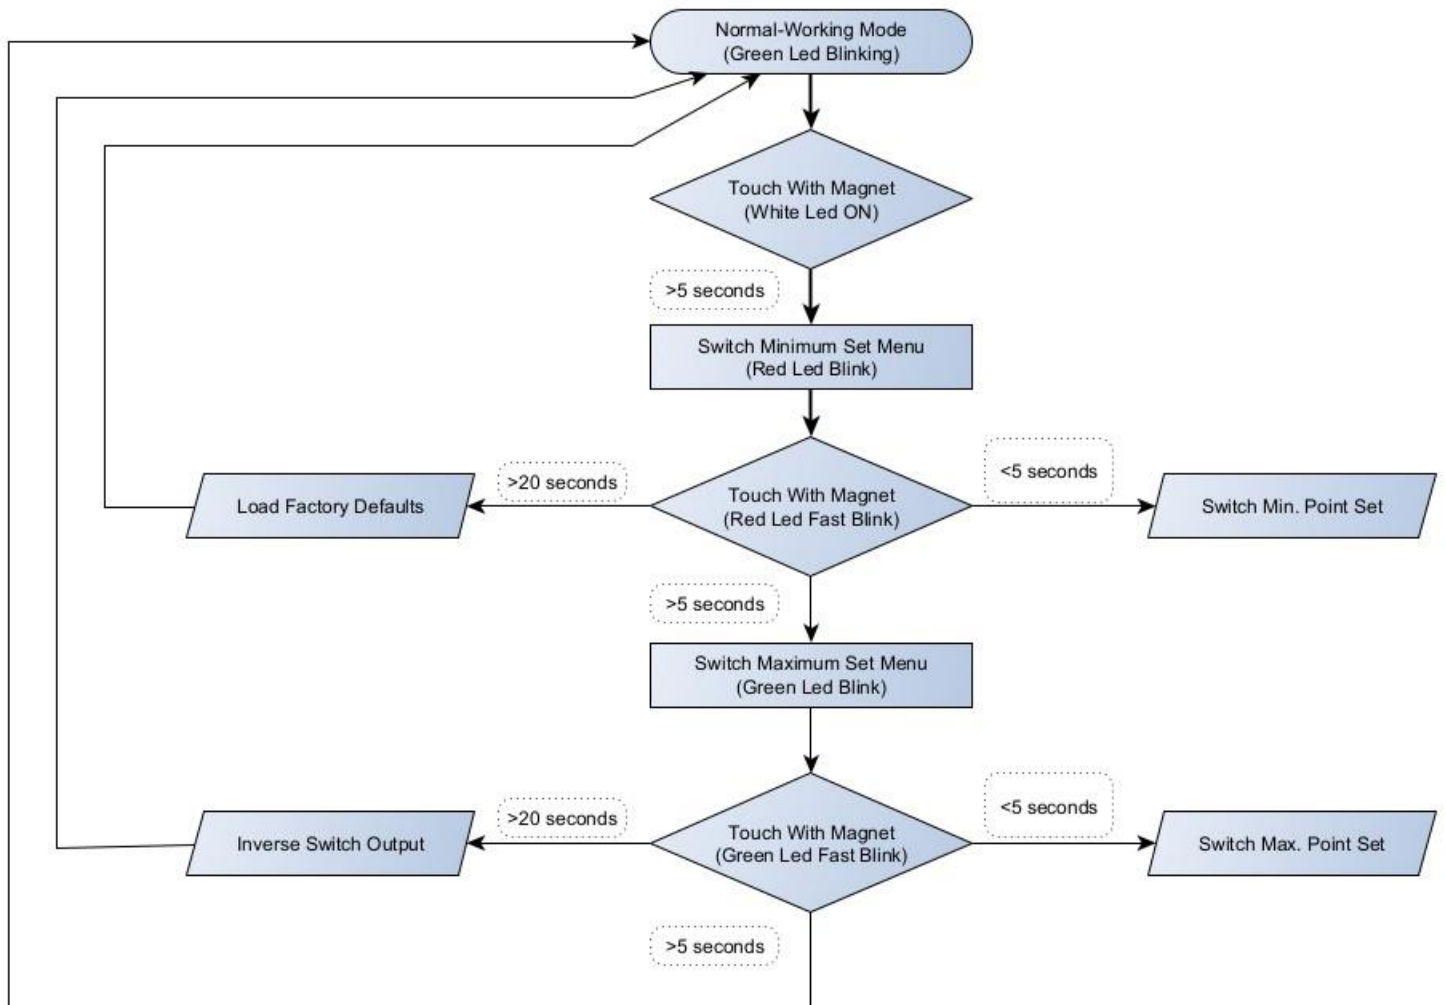 Normal-Working Mode
(Green Led Blinking)
Touch With Magnet
(White Led ON)
>5 seconds
Switch Minimum Set Menu
(Red Led Blink)
<5 seconds
>20 seconds
Touch With Magnet
(Red Led Fast Blink)
Load Factory Defaults
Switch Min. Point Set
>5 seconds
Switch Maximum Set Menu
(Green Led Blink)
<5 seconds
>20 seconds
Touch With Magnet
(Green Led Fast Blink)
Inverse Switch Output
Switch Max. Point Set
>5 seconds